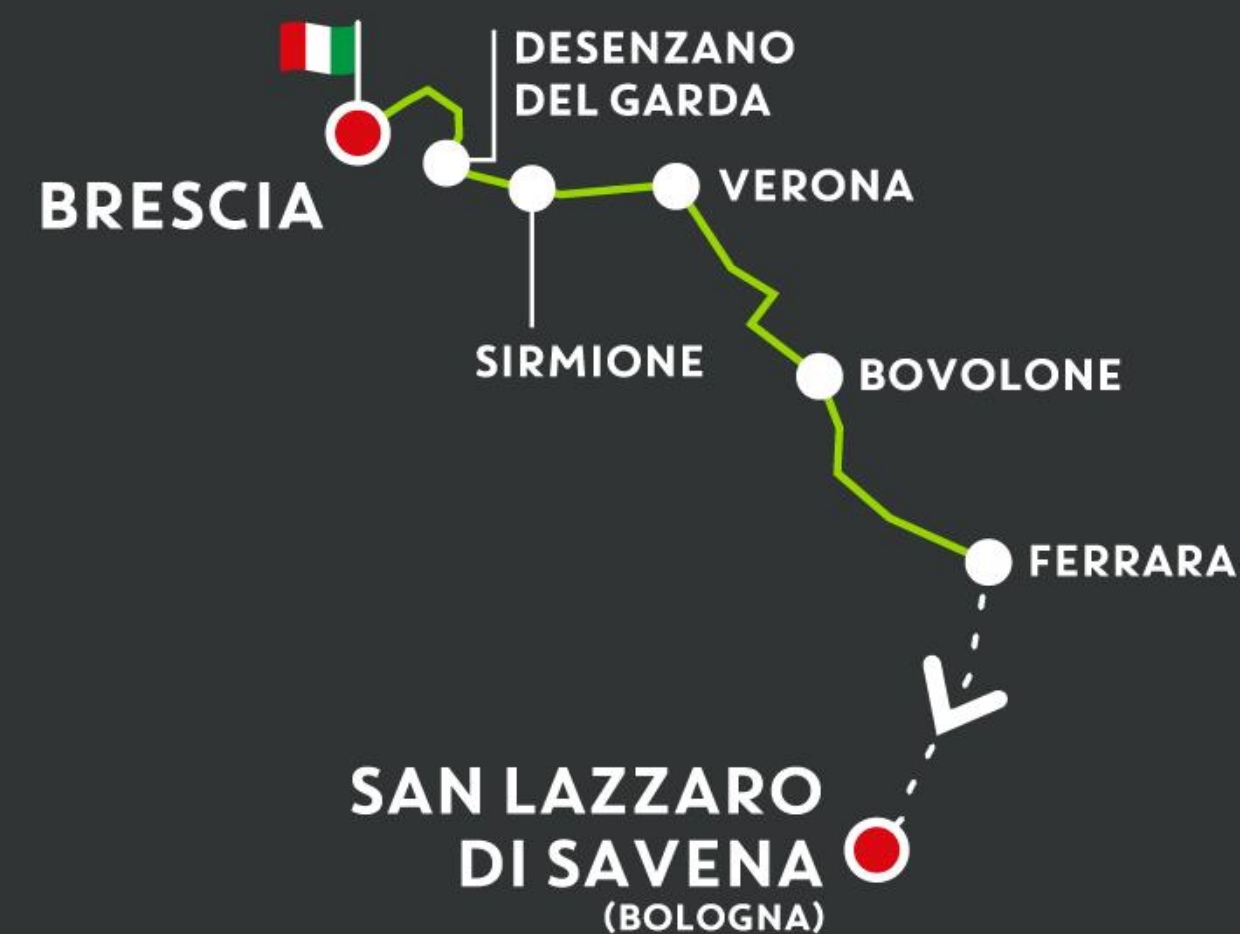 DESENZANO
DEL GARDA
BRESCIA
VERONA
SIRMIONE
BOVOLONE
FERRARA
SAN LAZZARO
DI SAVENA
(BOLOGNA)